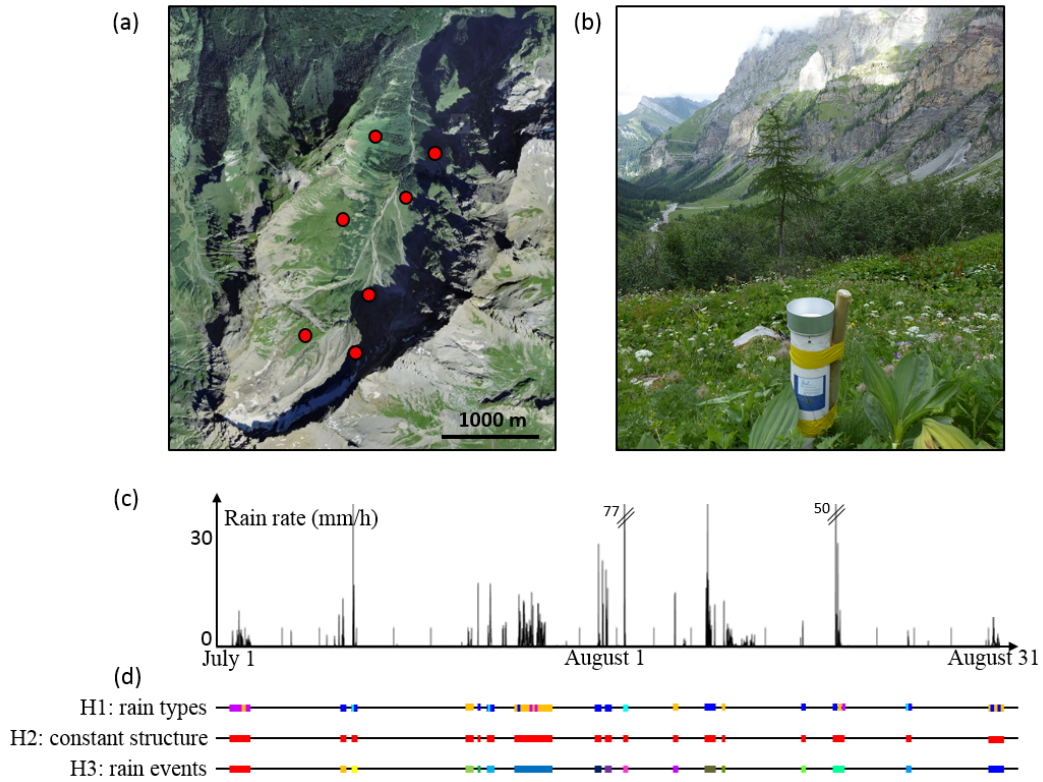 (a)
(b)
1000 m
(c)
Rain rate (mm/h)
77
50
30
0
July 1
August 1
August 31
(d)
H1: rain types
H2: constant structure
H3: rain events